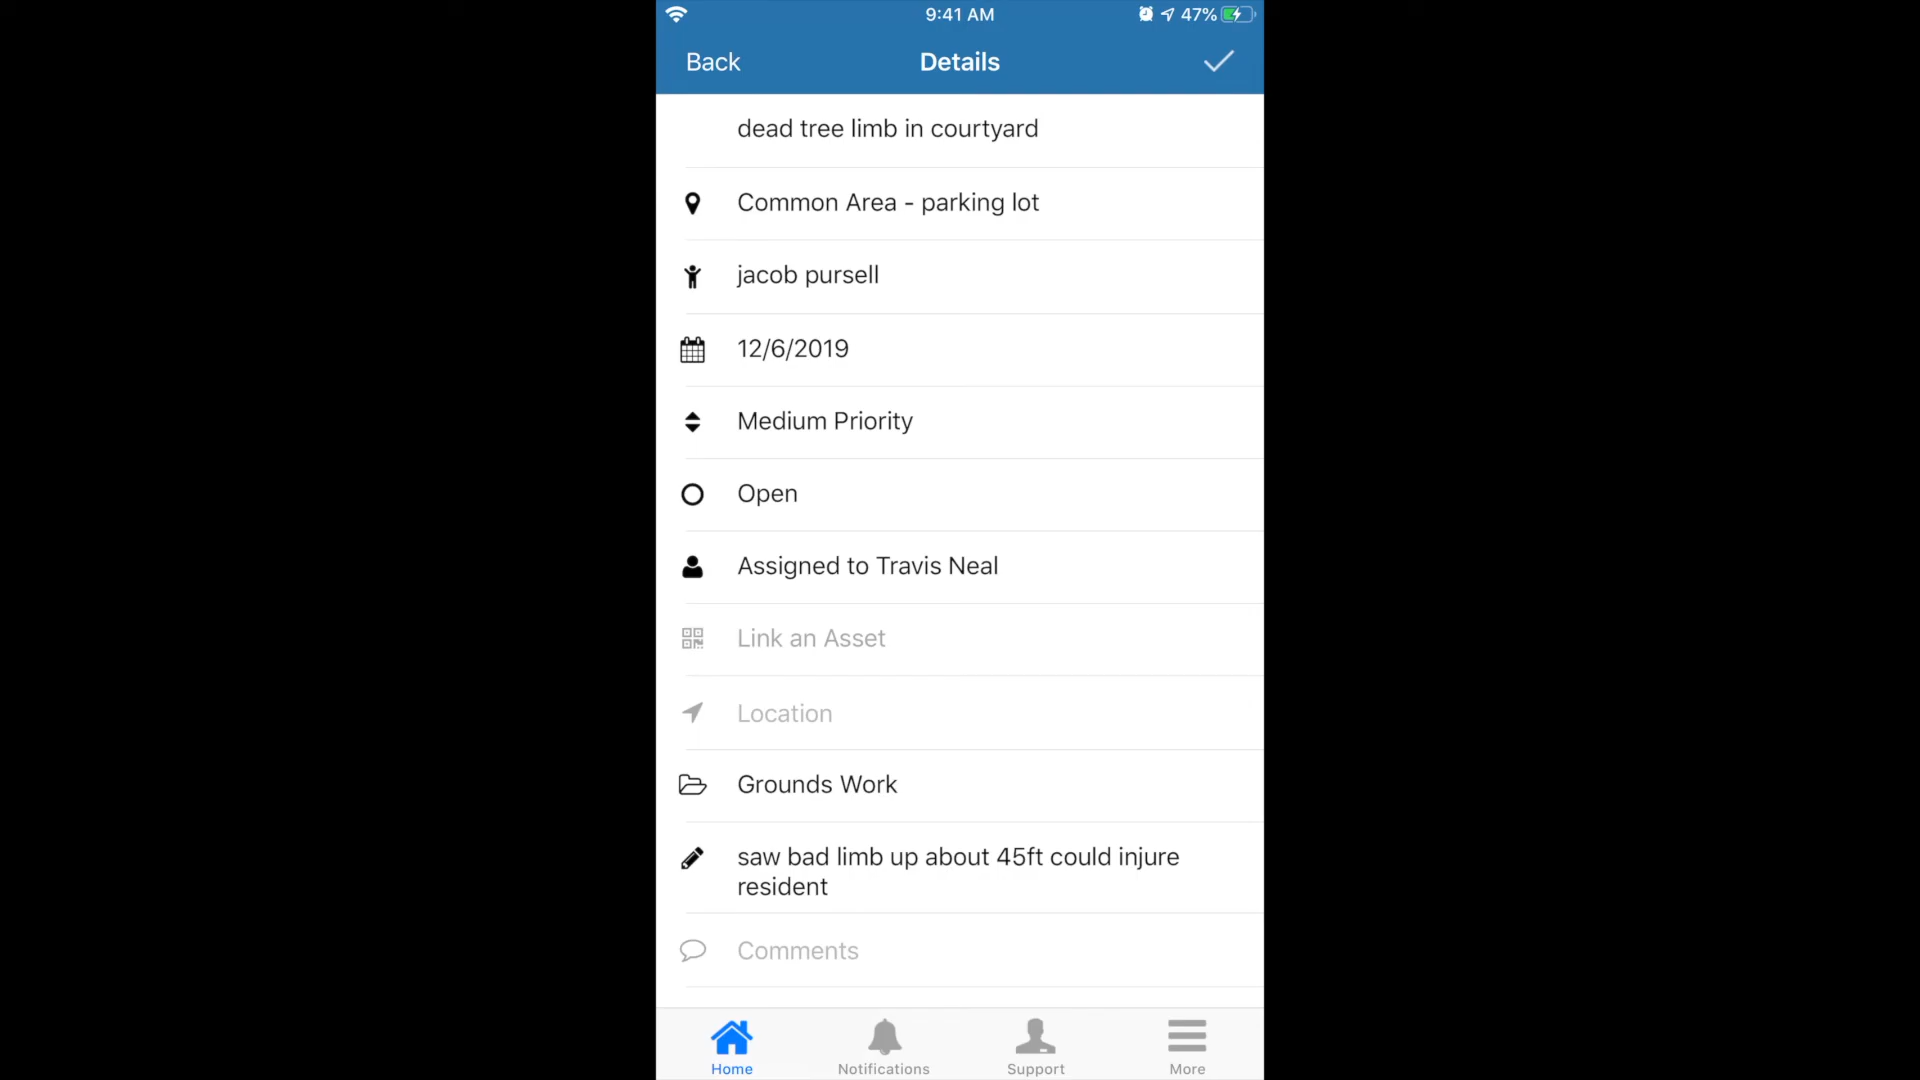 9:41 AM
47%
Back
Details
dead tree limb in courtyard
Common Area - parking lot
jacob pursell
12/6/2019
Medium Priority
Open
Assigned to Travis Neal
Link an Asset
Location
Grounds Work
saw bad limb up about 45ft could injure
resident
Comments
Home
Notifications
Support
More